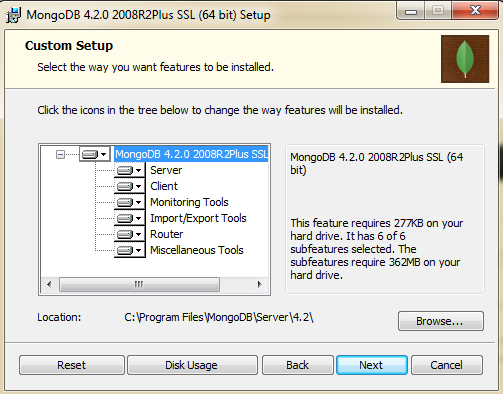 MongoDB 4.2.0 2008R2Plus SSL (64 bit) Setup
Custom Setup
Select the way you want features to be installed.
Click the icons in the tree below to change the way features will be installed.
MongoDB 4.2.0 2008R2Plus SSL
Server
Client
Monitoring Tools
Import/Export Tools
Router
Miscellaneous Tools
MongoDB 4.2.0 2008R2Plus SSL (64
bit)
This feature requires 277KB on your
hard drive. It has 6 of 6
subfeatures selected. The
subfeatures require 362MB on your
hard drive.
Location: C:\Program Files\MongoDB\Server\4.2\
Browse...
Reset Disk Usage Back Next Cancel